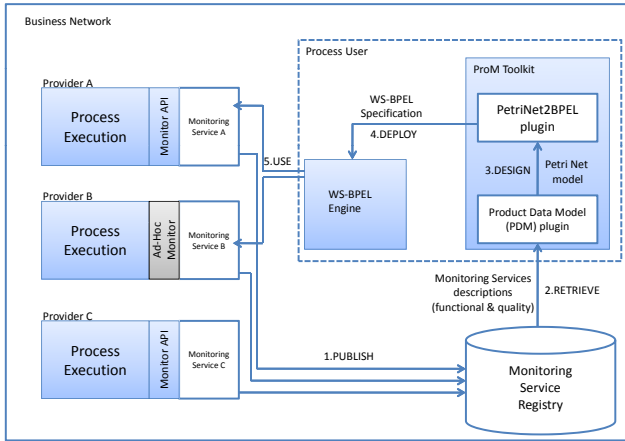 Business Network
Process User
ProM Toolkit
Provider A
Process
Execution
Monitor API
Monitoring
Service A
WS-BPEL
Specification
4.DEPLOY
PetriNet2BPEL
plugin
5.USE
3.DESIGN
Petri Net
model
WS-BPEL
Engine
Provider B
Process
Execution
Ad-Hoc
Monitor
Monitoring
Service B
Product Data Model
(PDM) plugin
Monitoring Services
descriptions
(functional & quality)
2.RETRIEVE
Provider C
Process
Execution
Monitor API
Monitoring
Service C
1.PUBLISH
Monitoring
Service
Registry